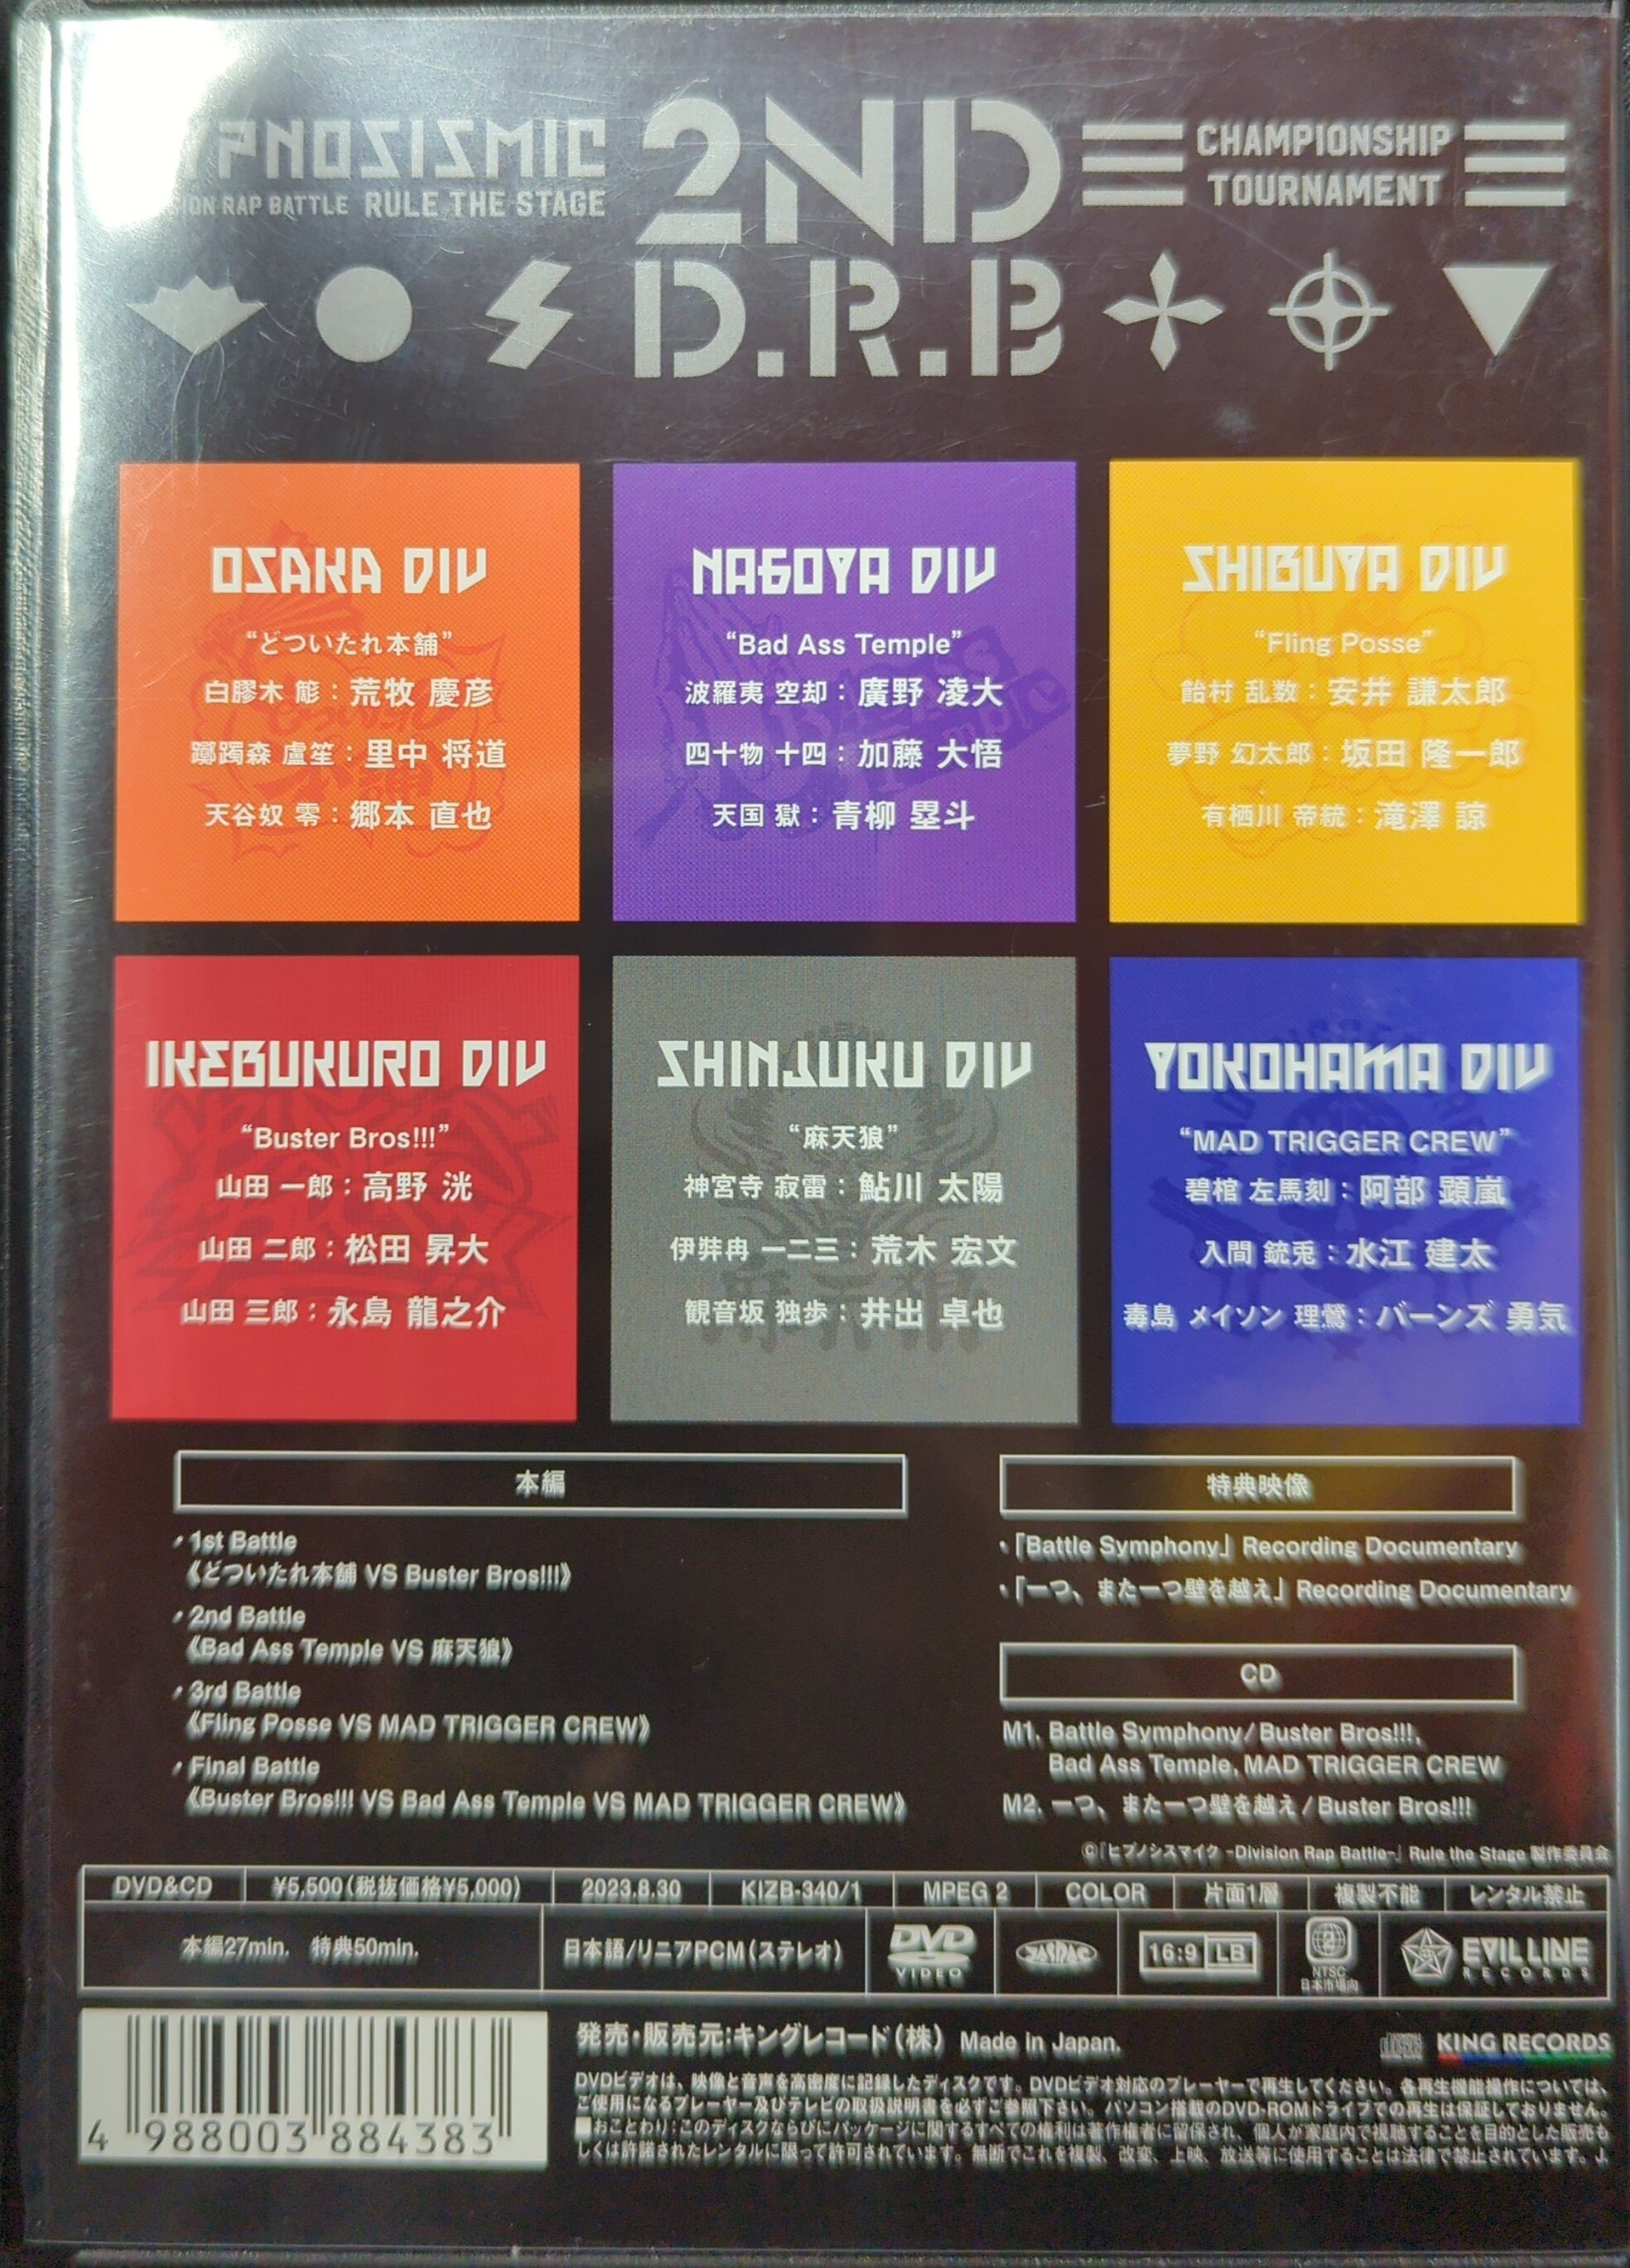 PNOSISMIC
ION RAP BATTLE RULE THE STAGE
2ND
D.R.B
CHAMPIONSHIP
TOURNAMENT
OSAKA DIV
“どついたれ本舗”
白膠木 簓：荒牧 慶彦
躑躅森 盧笙：里中 将道
天谷奴 零：郷本 直也
NAGOYA DIV
“Bad Ass Temple”
波羅夷 空却：廣野 凌大
四十物 十四：加藤 大悟
天国 獄：青柳 塁斗
SHIBUYA DIV
“Fling Posse”
飴村 乱数：安井 謙太郎
夢野 幻太郎：坂田 隆一郎
有栖川 帝統：滝澤 諒
IKEBUKURO DIV
“Buster Bros!!!”
山田 一郎：高野 洸
山田 二郎：松田 昇大
山田 三郎：永島 龍之介
SHINJUKU DIV
“麻天狼”
神宮寺 寂雷：鮎川 太陽
伊弉冉 一二三：荒木 宏文
観音坂 独歩：井出 卓也
YOKOHAMA DIV
“MAD TRIGGER CREW”
碧棺 左馬刻：阿部 顕嵐
入間 銃兎：水江 建太
毒島 メイソン 理鶯：バーンズ 勇気
本編
・1st Battle
《どついたれ本舗 VS Buster Bros!!!》
・2nd Battle
《Bad Ass Temple VS 麻天狼》
・3rd Battle
《Fling Posse VS MAD TRIGGER CREW》
・Final Battle
《Buster Bros!!! VS Bad Ass Temple VS MAD TRIGGER CREW》
特典映像
・「Battle Symphony」Recording Documentary
・「一つ、また一つ壁を越え」Recording Documentary
CD
M1. Battle Symphony/Buster Bros!!!,
Bad Ass Temple, MAD TRIGGER CREW
M2. 一つ、また一つ壁を越え/Buster Bros!!!
©『ヒプノシスマイク -Division Rap Battle-』Rule the Stage 製作委員会
DVD&CD ¥5,500（税抜価格¥5,000） 2023.8.30 KIZB-340/1 MPEG 2 COLOR 片面1層 複製不能 レンタル禁止
本編27min. 特典50min. 日本語/リニアPCM（ステレオ） DVD VIDEO JASRAC 16:9 LB 2 NTSC 日本市場向 EVIL LINE RECORDS
4 988003 884383
発売・販売元：キングレコード（株） Made in Japan.
KING RECORDS
DVDビデオは、映像と音声を高密度に記録したディスクです。DVDビデオ対応のプレーヤーで再生してください。各再生機能操作については、
ご使用になるプレーヤー及びテレビの取扱説明書を必ずご参照下さい。パソコン搭載のDVD-ROMドライブでの再生は保証しておりません。
■おことわり：このディスクならびにパッケージに関するすべての権利は著作権者に留保され、個人が家庭内で視聴することを目的とした販売も
しくは許諾されたレンタルに限って許可されています。無断でこれを複製、改変、上映、放送等に使用することは法律で禁止されています。J.